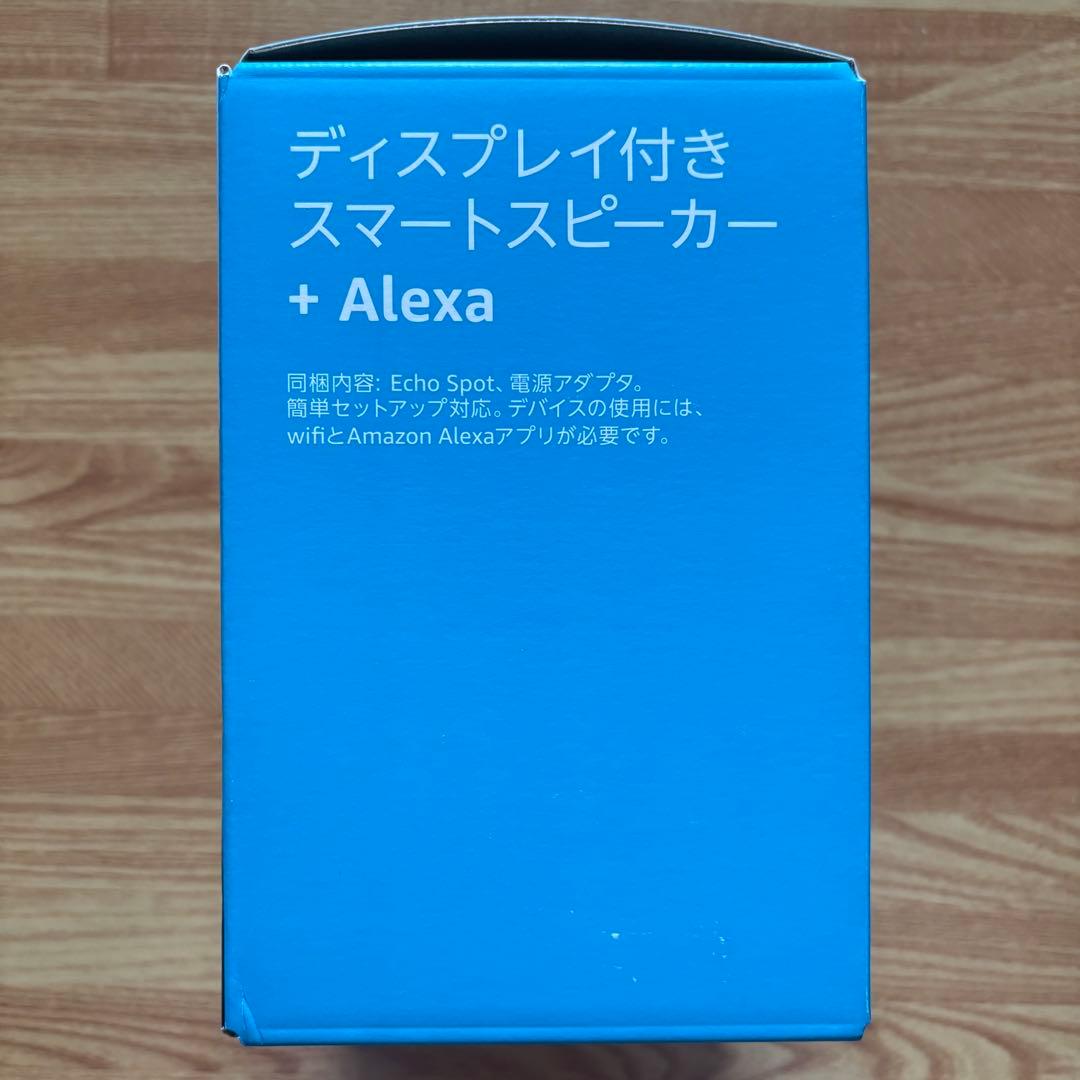 ディスプレイ付き
スマートスピーカー
+ Alexa
同梱内容: Echo Spot、電源アダプタ。
簡単セットアップ対応。デバイスの使用には、
wifiとAmazon Alexaアプリが必要です。